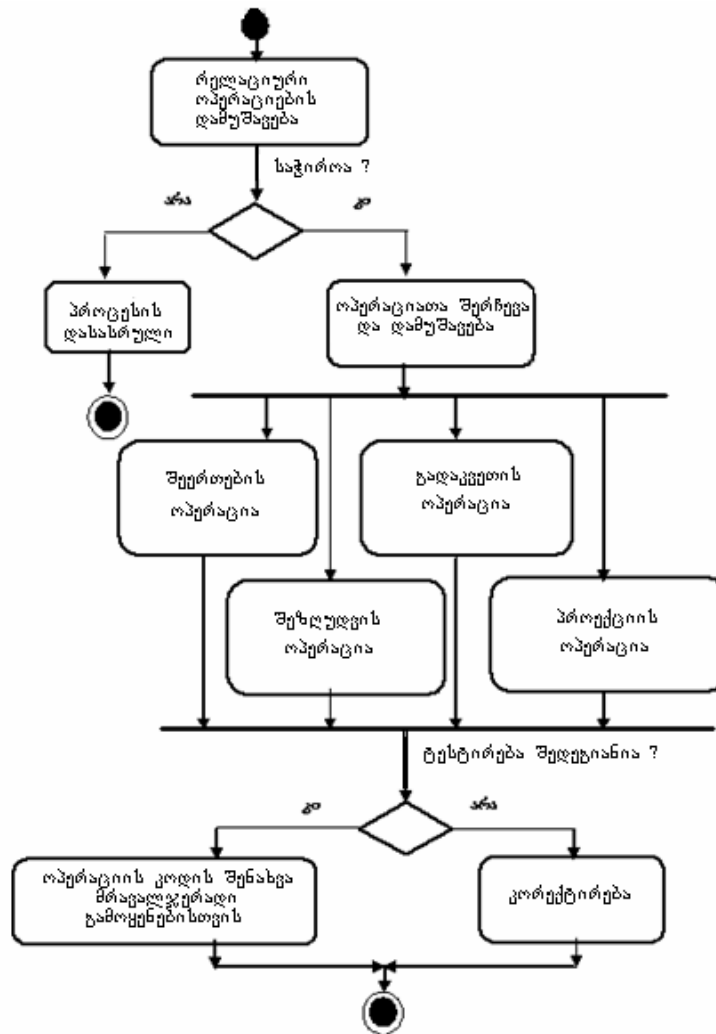 რელაციური
ოპერაციების
დამუშავება
საჭიროა ?
არა
კი
პროცესის
დასასრული
ოპერაციათა შერჩევა
და დამუშავება
შეერთების
ოპერაცია
გადაკვეთის
ოპერაცია
შეზღუდვის
ოპერაცია
პროექციის
ოპერაცია
ტესტირება შედეგიანია ?
კი
არა
ოპერაციის კოდის შენახვა
მრავალჯერადი
გამოყენებისთვის
კორექტირება